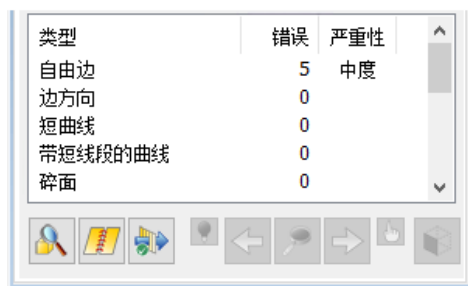 类型 错误 严重性
自由边 5 中度
边方向 0
短曲线 0
带短线段的曲线 0
碎面 0